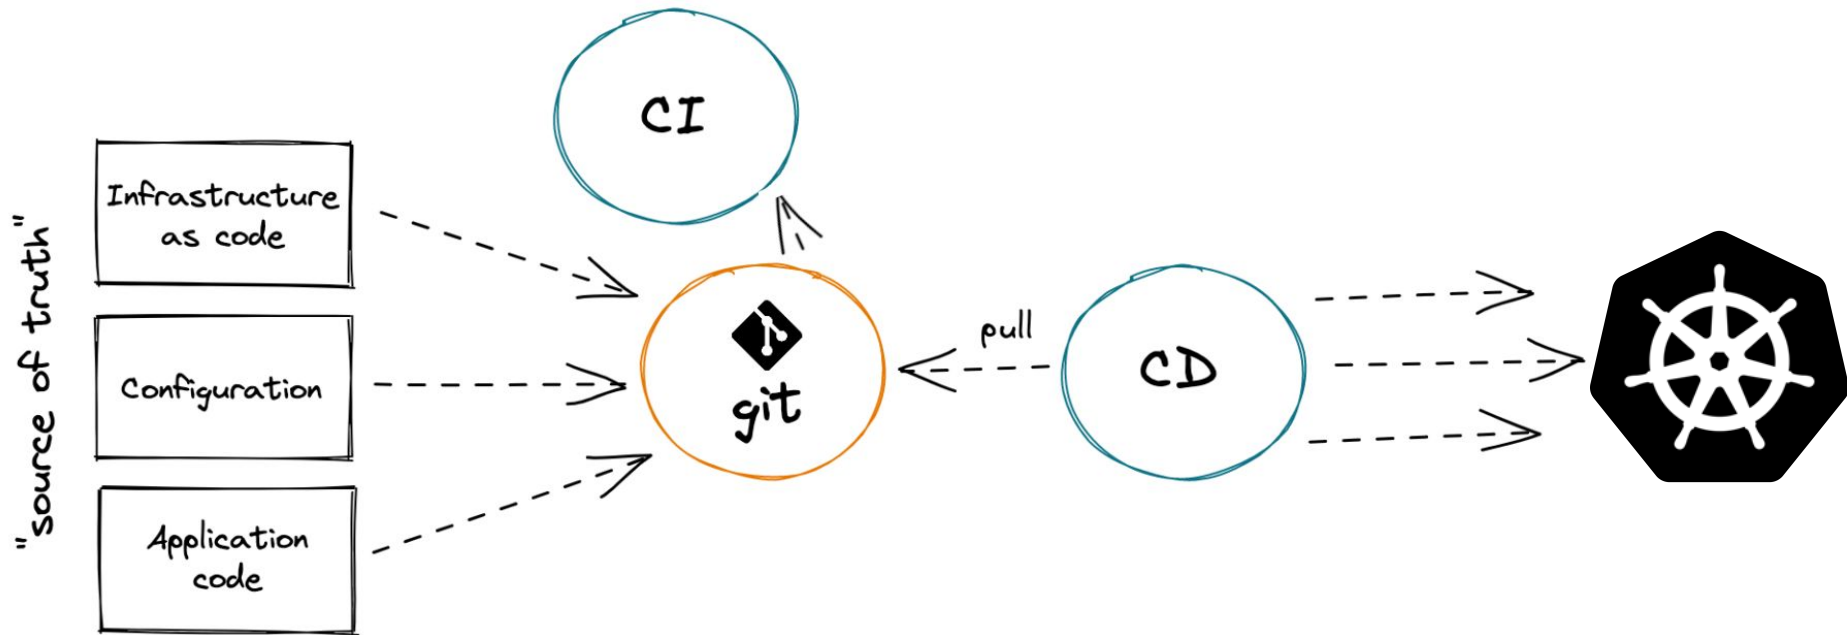 "source of truth"
Infrastructure
as code
Configuration
Application
code
CI
git
pull
CD